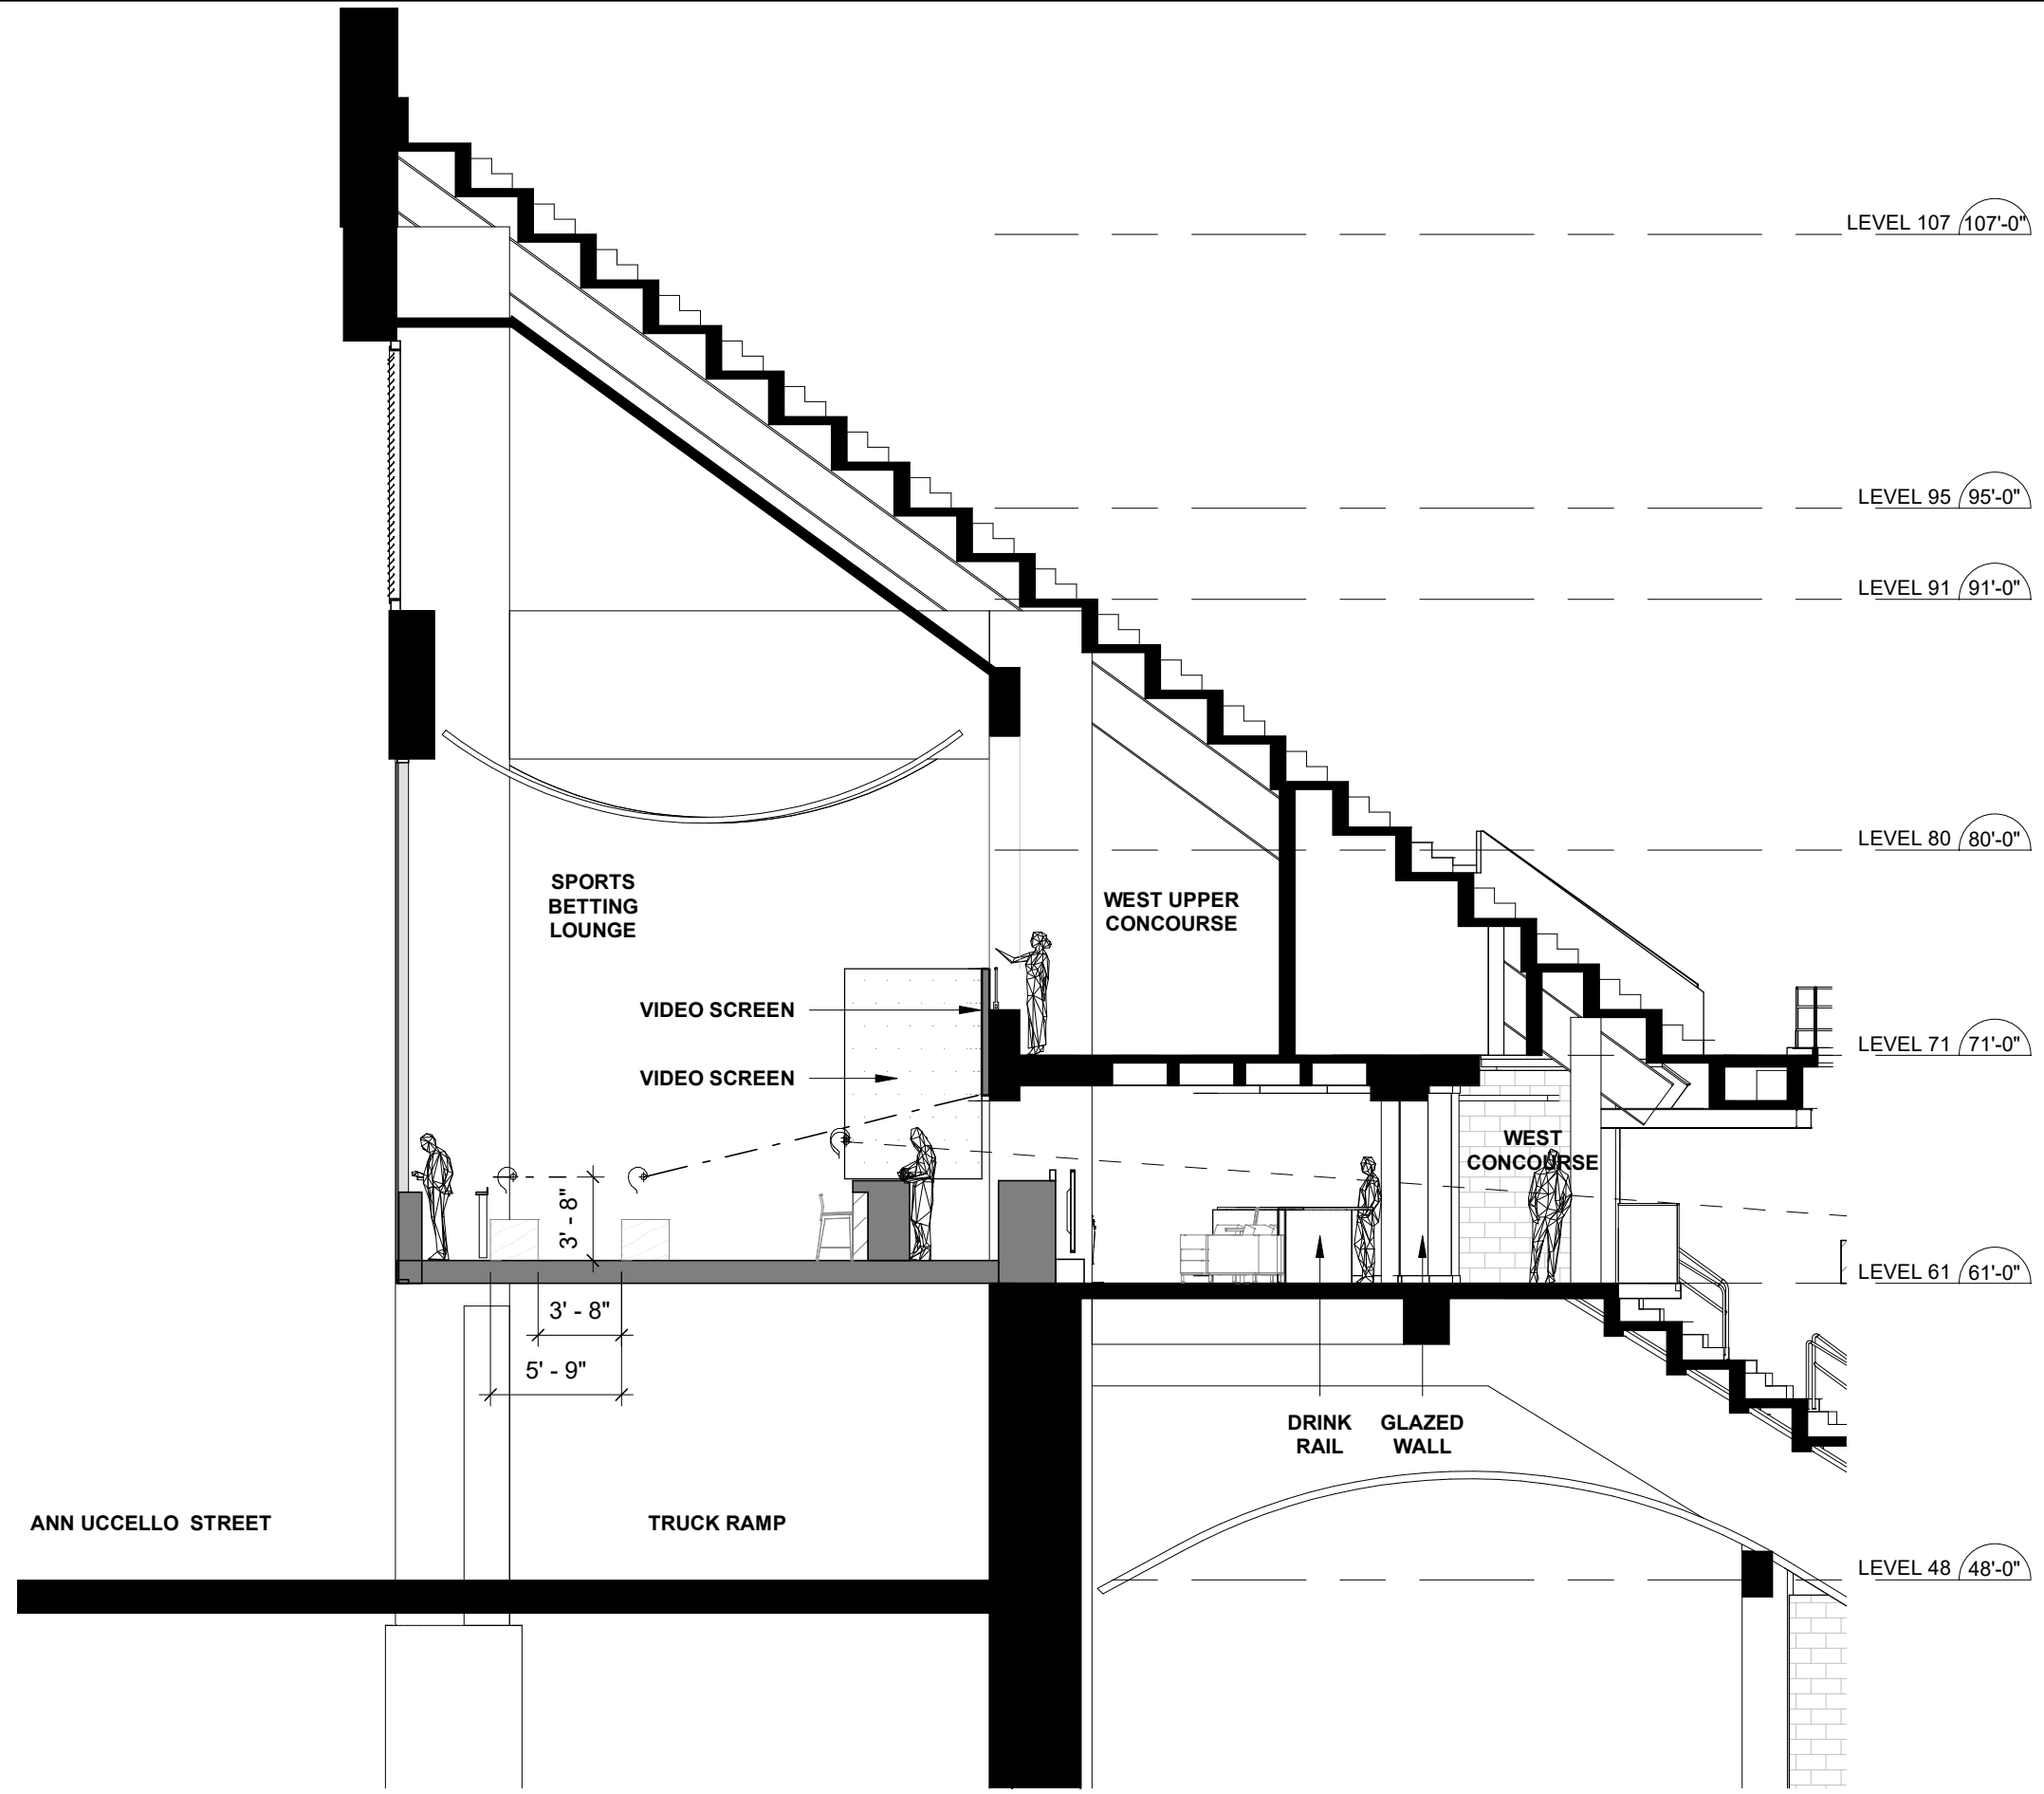 LEVEL 107 107'-0"
LEVEL 95 95'-0"
LEVEL 91 91'-0"
LEVEL 80 80'-0"
SPORTS
BETTING
LOUNGE
WEST UPPER
CONCOURSE
VIDEO SCREEN
LEVEL 71 71'-0"
VIDEO SCREEN
WEST
CONCOURSE
3' - 8"
LEVEL 61 61'-0"
3' - 8"
5' - 9"
DRINK
RAIL
GLAZED
WALL
ANN UCCELLO STREET
TRUCK RAMP
LEVEL 48 48'-0"